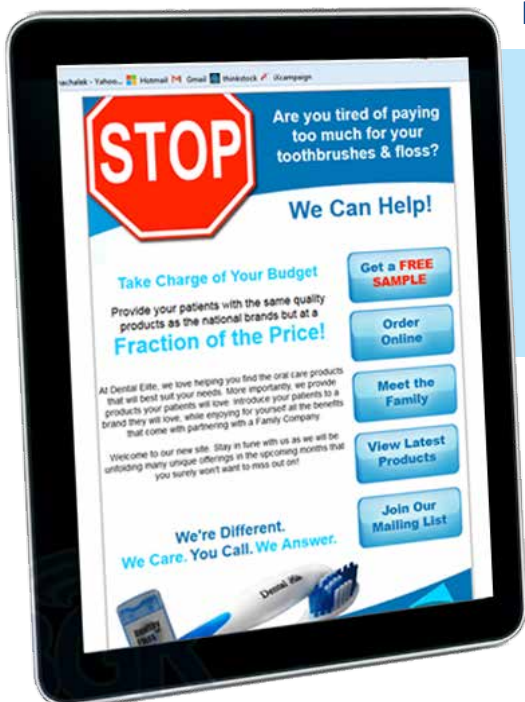 Hotmail Gmail thinkstock iXcampaign
STOP
Are you tired of paying
too much for your
toothbrushes & floss?
We Can Help!
Take Charge of Your Budget
Provide your patients with the same quality
products as the national brands but at a
Fraction of the Price!
At Dental Elite, we love helping you find the oral care products
that will best suit your needs. More importantly, we provide
products your patients will love. Introduce your patients to a
brand they will love, while enjoying for yourself all the benefits
that come with partnering with a Family Company.
Welcome to our new site. Stay in tune with us as we will be
unfolding many unique offerings in the upcoming months that
you surely won't want to miss out on!
Get a FREE
SAMPLE
Order
Online
Meet the
Family
View Latest
Products
Join Our
Mailing List
We're Different.
We Care. You Call. We Answer.
Dental Elite